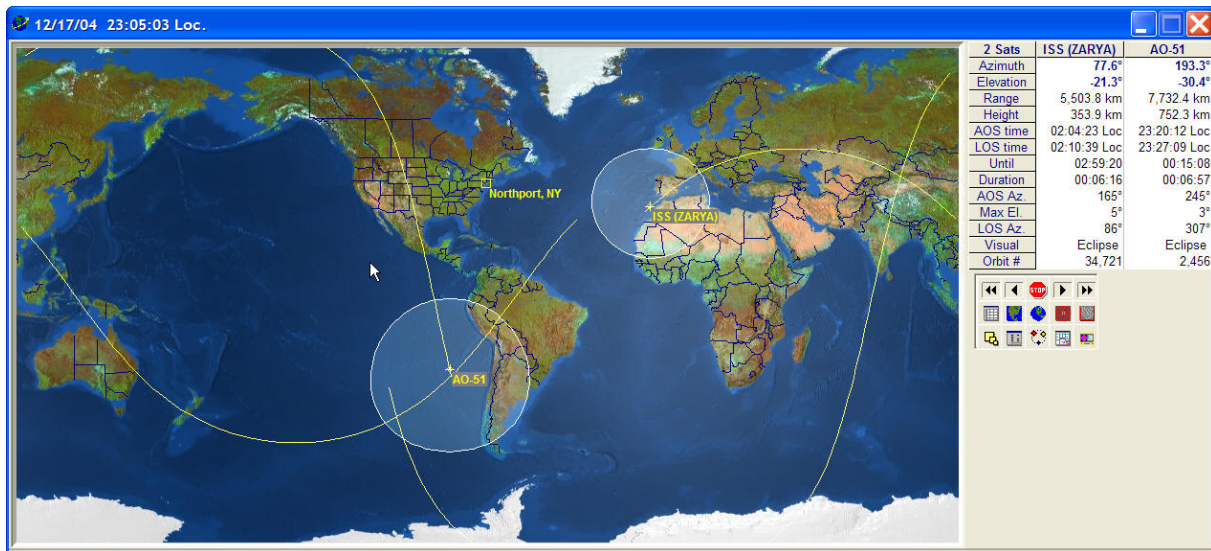 12/17/04 23:05:03 Loc.
2 Sats ISS (ZARYA) AO-51
Azimuth 77.6° 193.3°
Elevation -21.3° -30.4°
Range 5,503.8 km 7,732.4 km
Height 353.9 km 752.3 km
AOS time 02:04:23 Loc 23:20:12 Loc
LOS time 02:10:39 Loc 23:27:09 Loc
Until 02:59:20 00:15:08
Duration 00:06:16 00:06:57
AOS Az. 165° 245°
Max El. 5° 3°
LOS Az. 86° 307°
Visual Eclipse Eclipse
Orbit # 34,721 2,456
STOP
Northport, NY
ISS (ZARYA)
AO-51